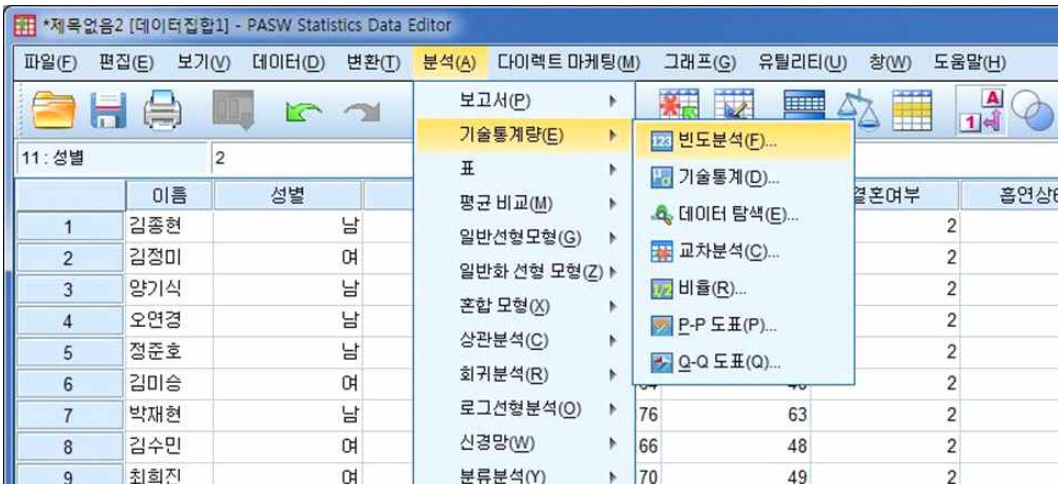 *제목없음2 [데이터집합1] - PASW Statistics Data Editor
파일(F) 편집(E) 보기(V) 데이터(D) 변환(T) 분석(A) 다이렉트 마케팅(M) 그래프(G) 유틸리티(U) 창(W) 도움말(H)
11 : 성별 2
이름 성별 결혼여부
1 김종현 남 2
2 김정미 여 2
3 양기식 남 2
4 오연경 남 2
5 정준호 남 2
6 김미승 여 2
7 박재현 남 76 63 2
8 김수민 여 66 48 2
9 최희진 여 70 49 2
보고서(P)
기술통계량(E)
표
평균 비교(M)
일반선형모형(G)
일반화 선형 모형(Z)
혼합 모형(X)
상관분석(C)
회귀분석(R)
로그선형분석(O)
신경망(W)
분류분석(Y)
빈도분석(F)...
기술통계(D)...
데이터 탐색(E)...
교차분석(C)...
비율(R)...
P-P 도표(P)...
Q-Q 도표(Q)...